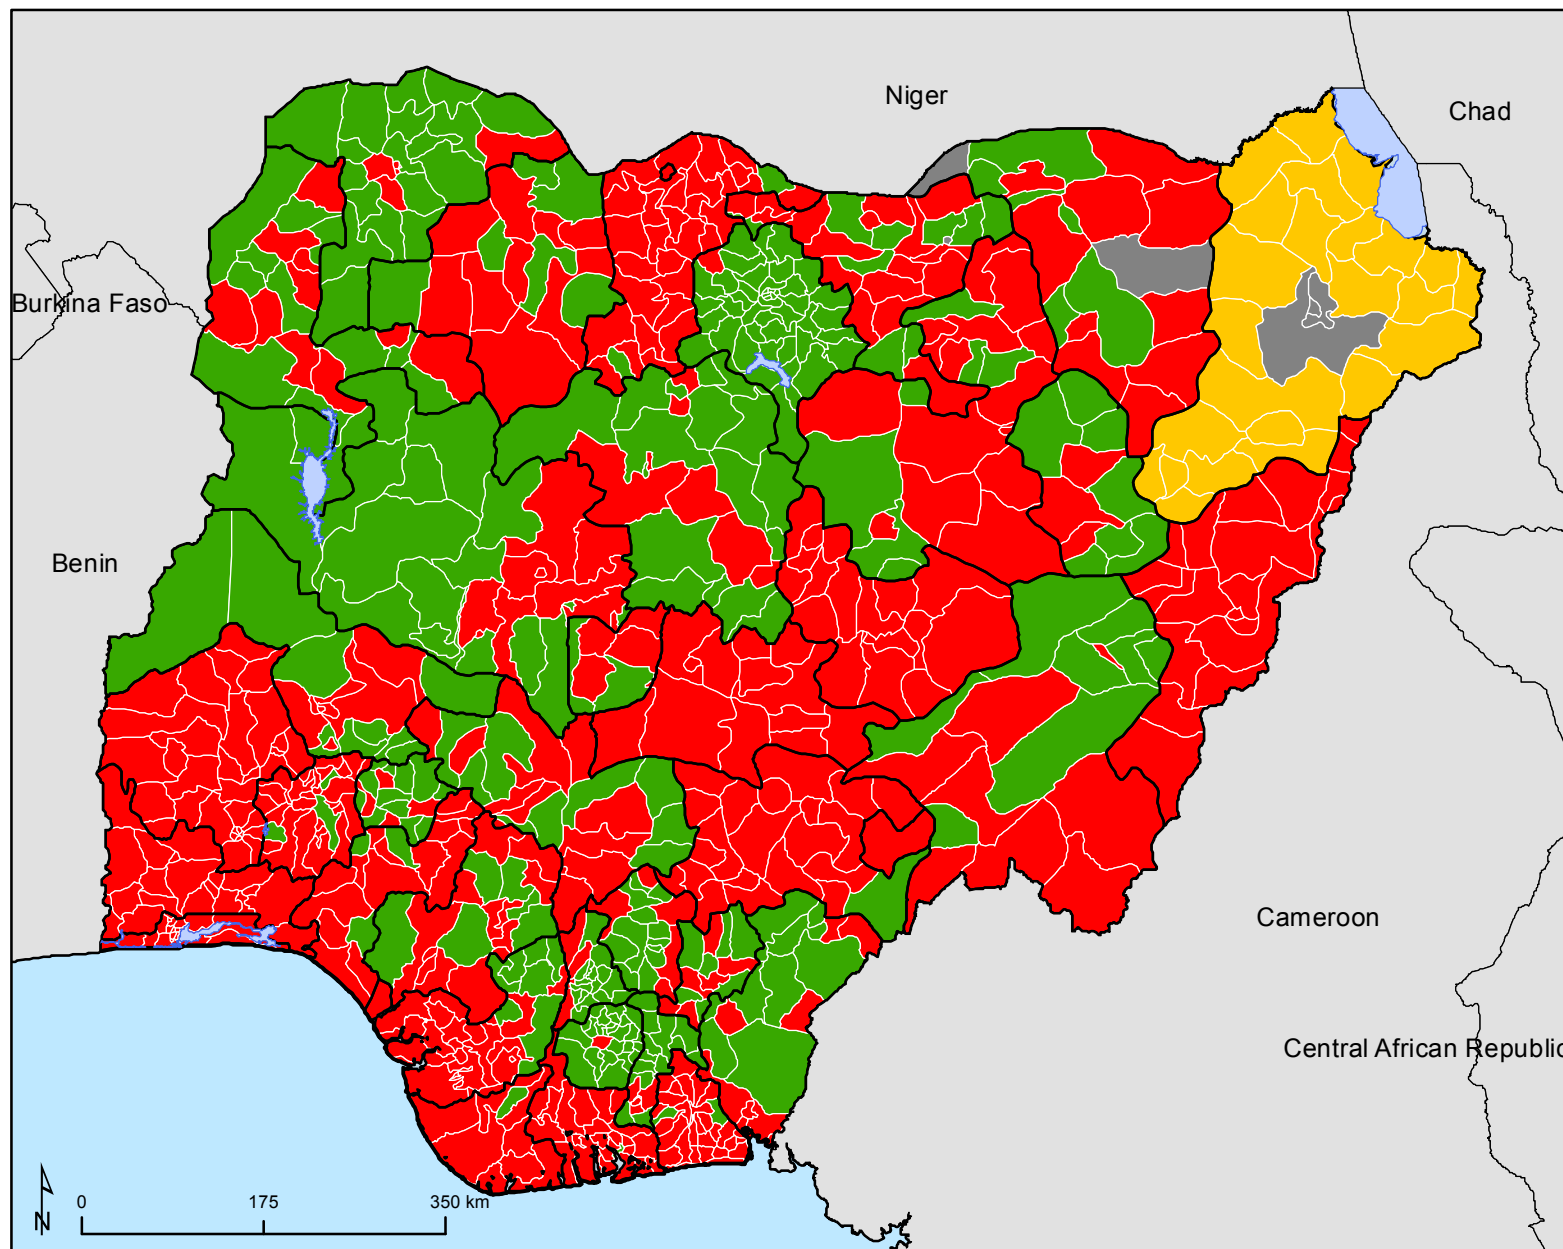 Niger
Chad
Burkina Faso
Benin
Cameroon
Central African Republic
N
0 175 350 km